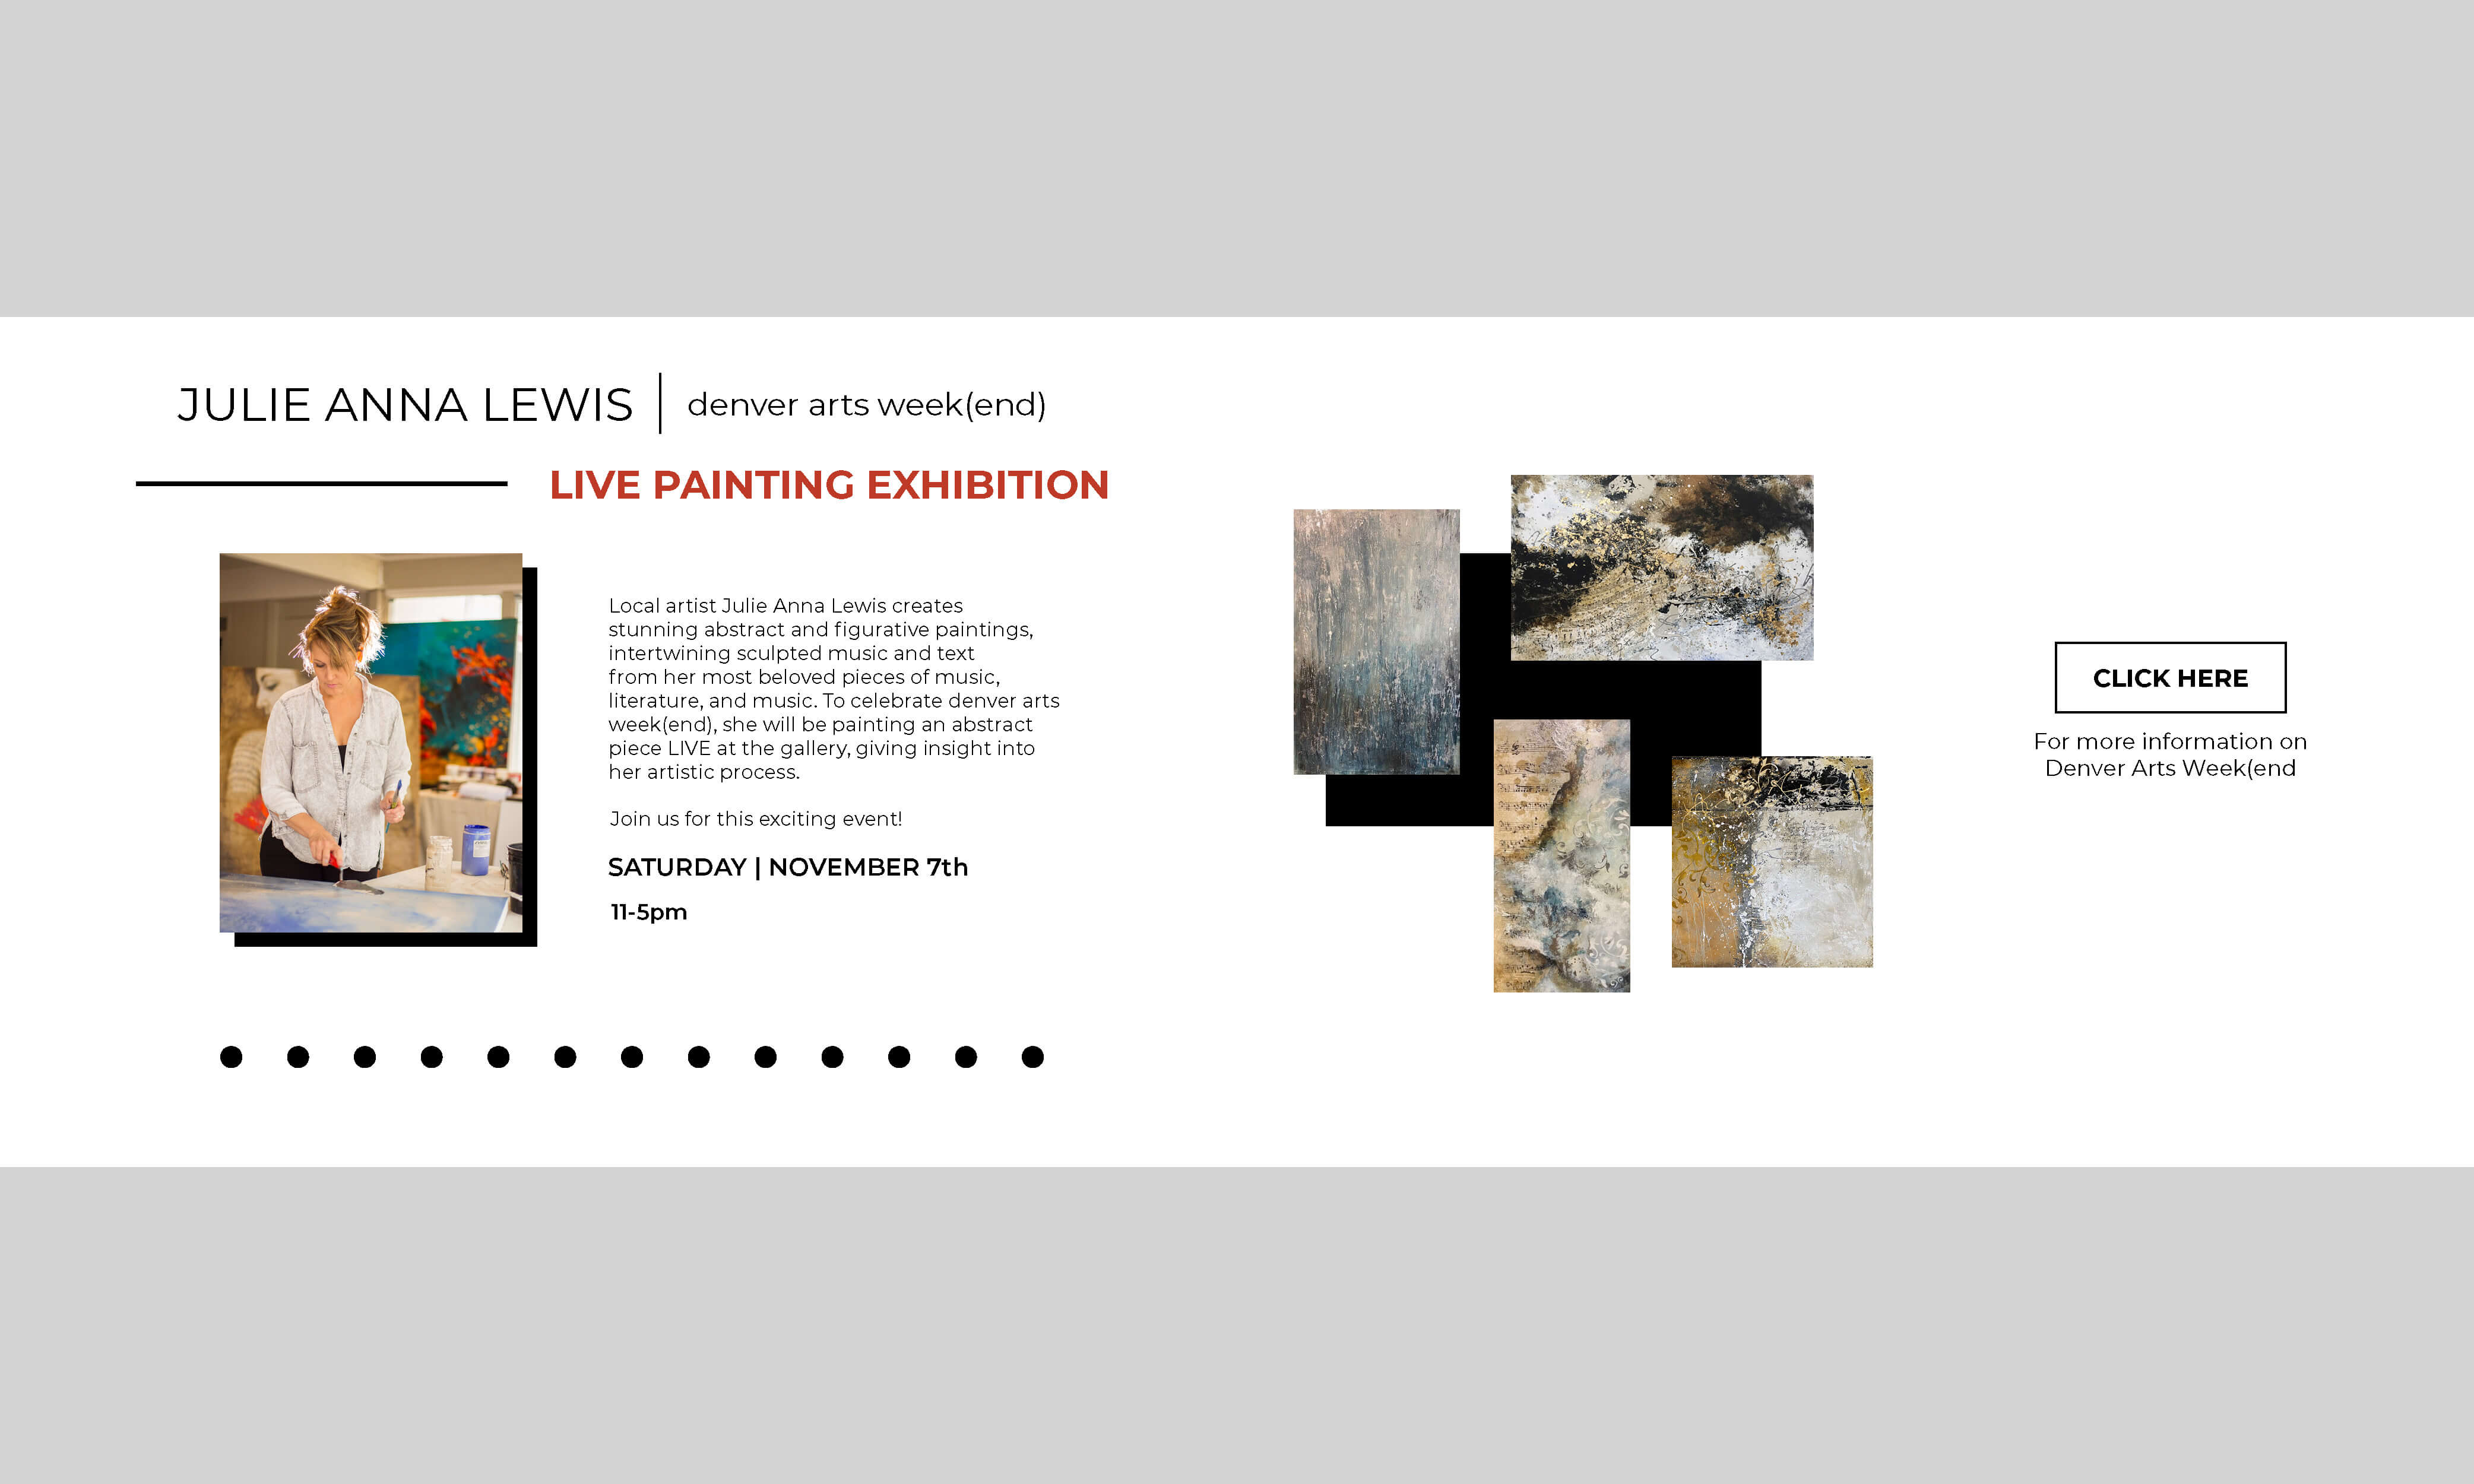 JULIE ANNA LEWIS | denver arts week(end)
LIVE PAINTING EXHIBITION
Local artist Julie Anna Lewis creates
stunning abstract and figurative paintings,
intertwining sculpted music and text
from her most beloved pieces of music,
literature, and music. To celebrate denver arts
week(end), she will be painting an abstract
piece LIVE at the gallery, giving insight into
her artistic process.
Join us for this exciting event!
SATURDAY | NOVEMBER 7th
11-5pm
CLICK HERE
For more information on
Denver Arts Week(end